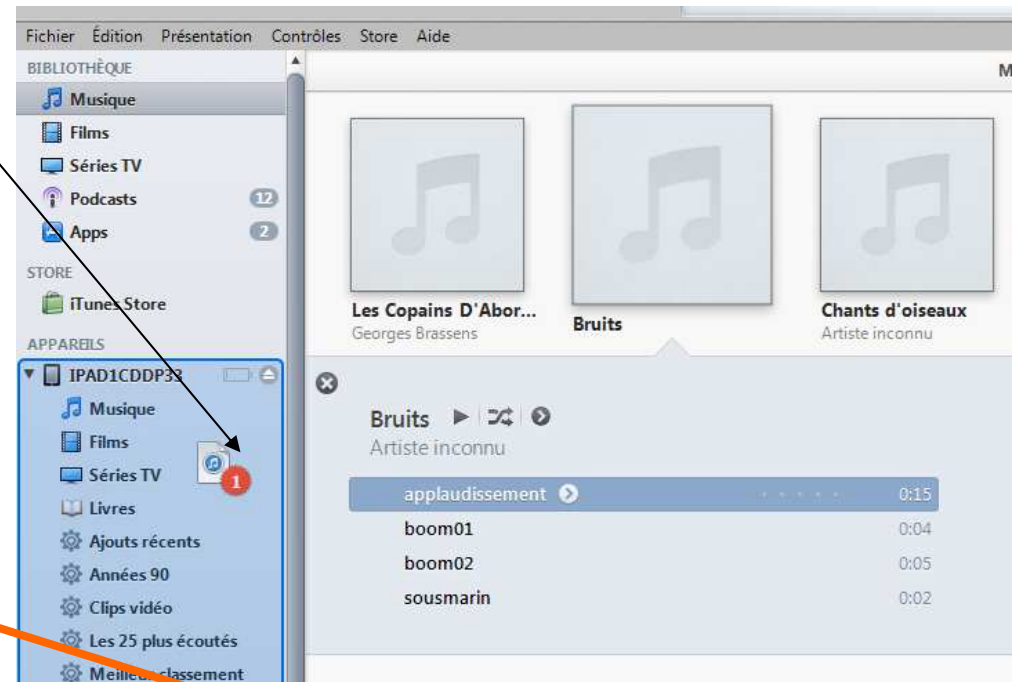 Fichier Édition Présentation Contrôles Store Aide
BIBLIOTHÈQUE
Musique
Films
Séries TV
Podcasts 12
Apps 2
STORE
iTunes Store
APPAREILS
IPAD1CDDP33
Musique
Films
Séries TV
1
Livres
Ajouts récents
Années 90
Clips vidéo
Les 25 plus écoutés
Meilleur classement
M
Les Copains D'Abor...
Georges Brassens
Bruits
Chants d'oiseaux
Artiste inconnu
Bruits
Artiste inconnu
applaudissement 0:15
boom01 0:04
boom02 0:05
sousmarin 0:02